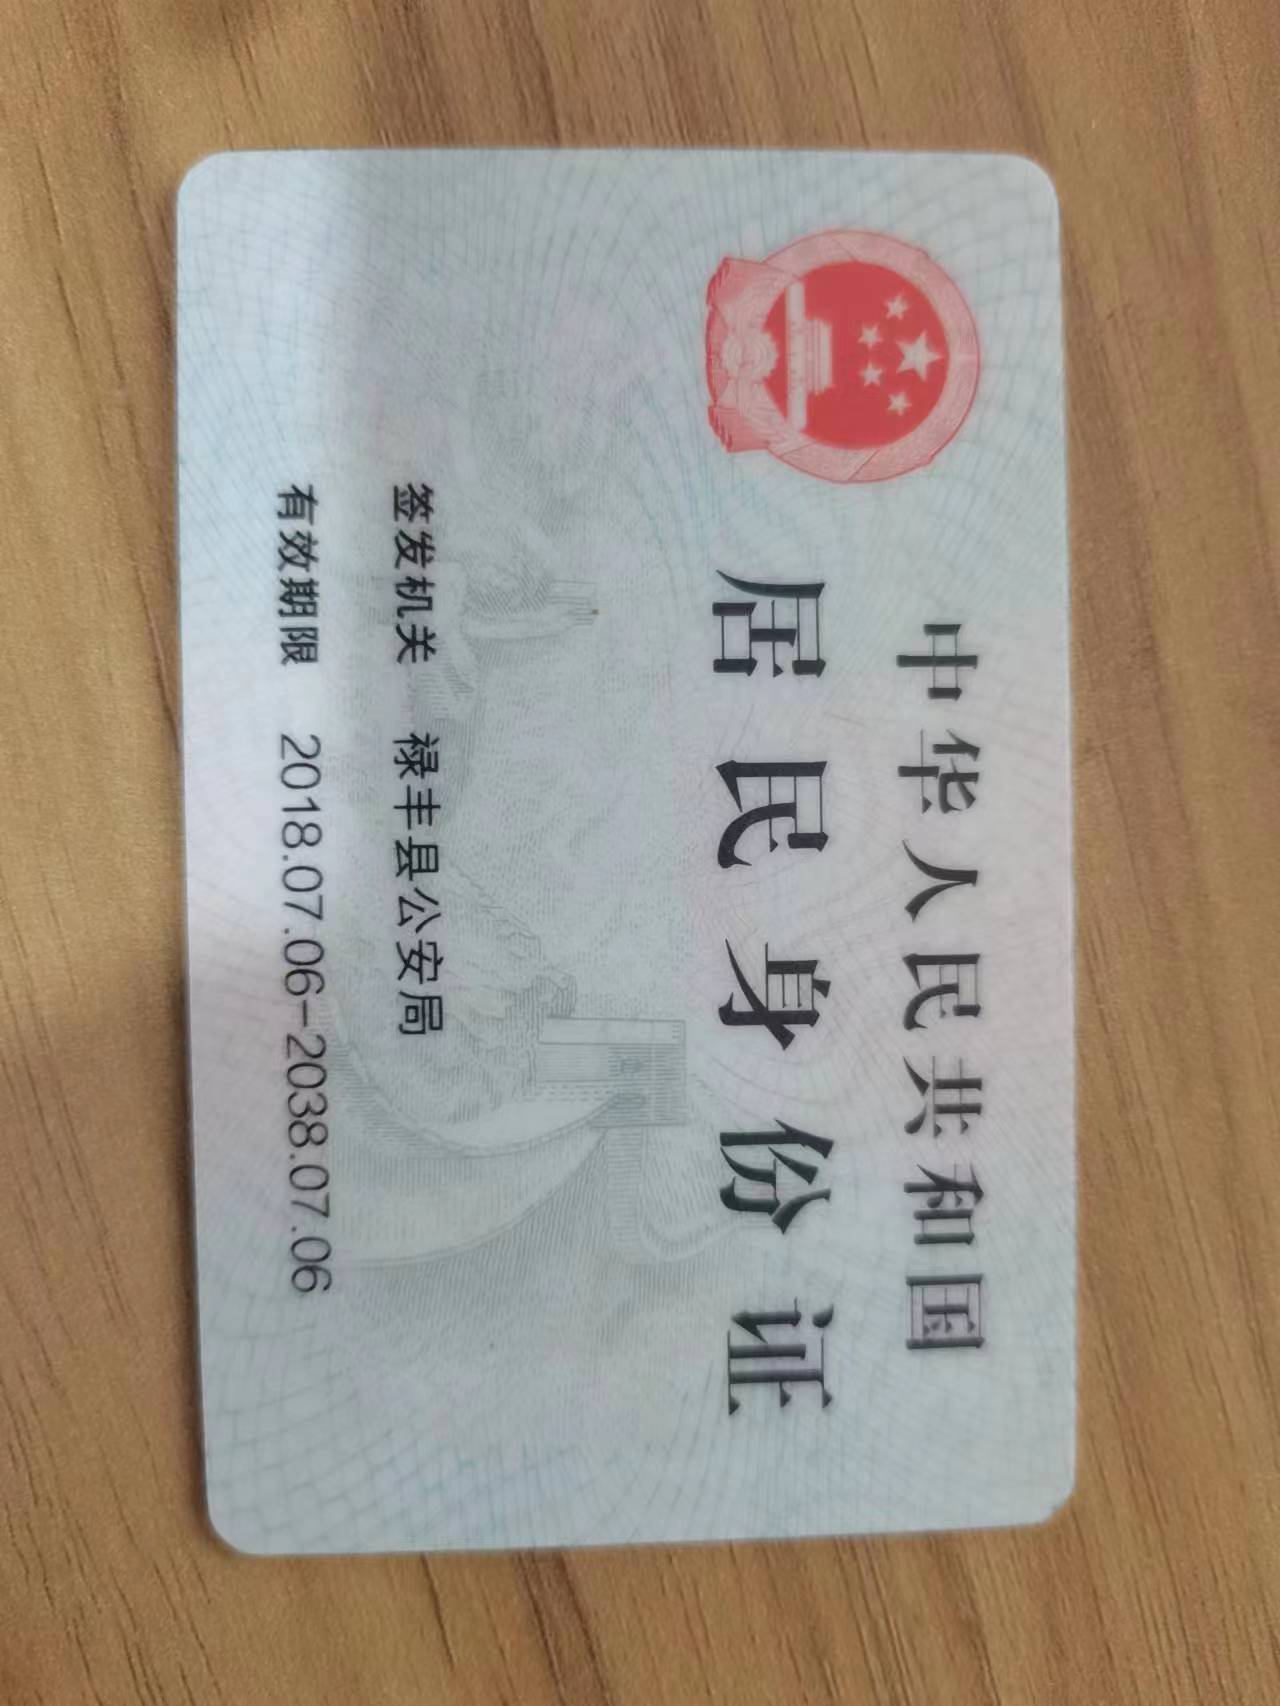 中华人民共和国
居民身份证
签发机关 禄丰县公安局
有效期限 2018.07.06-2038.07.06